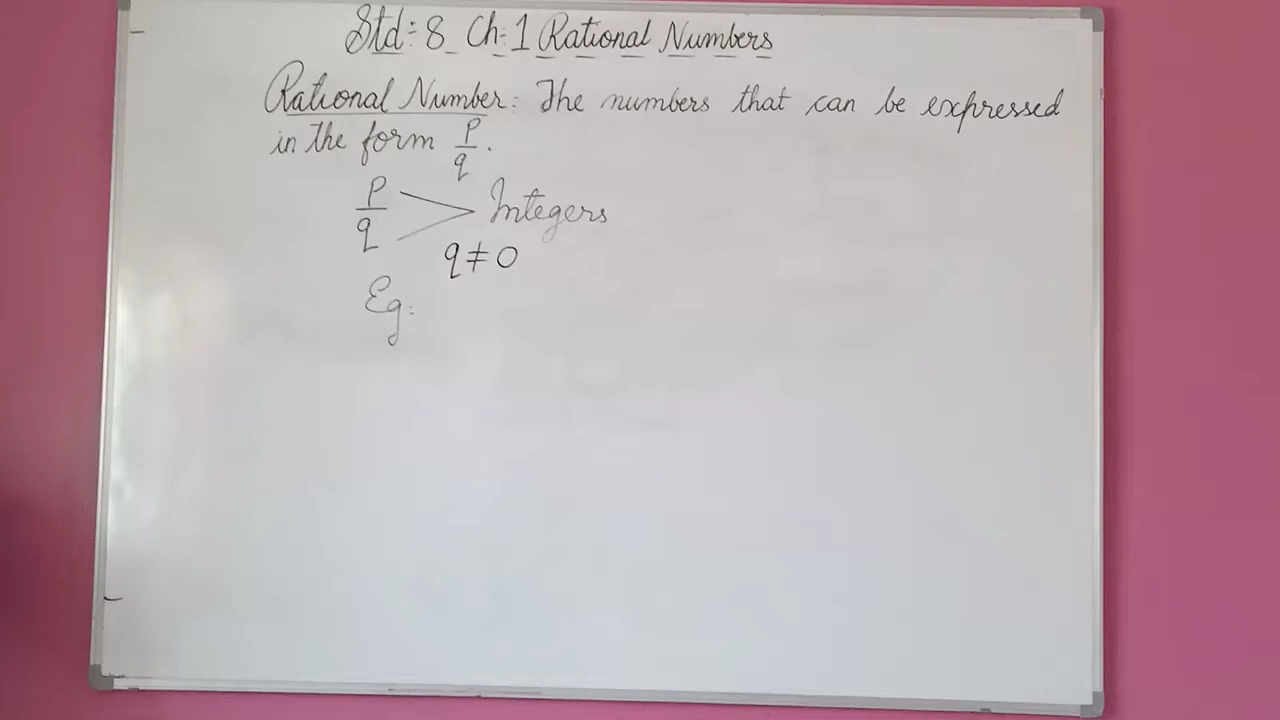 Std: 8 Ch: 1 Rational Numbers
Rational Number: The numbers that can be expressed
in the form P/q.
P/q > Integers
q ≠ 0
Eg: